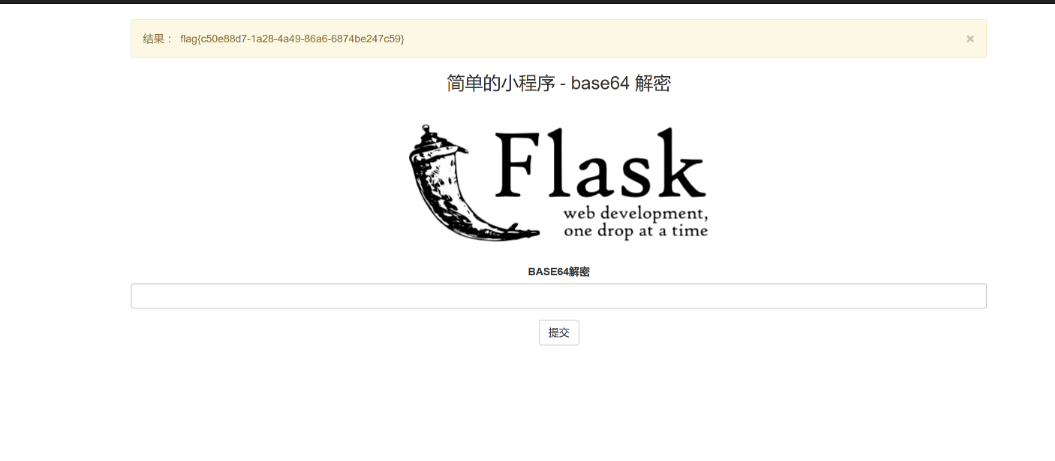 结果： flag{c50e88d7-1a28-4a49-86a6-6874be247c59}
×
简单的小程序 - base64 解密
Flask
web development,
one drop at a time
BASE64解密
提交